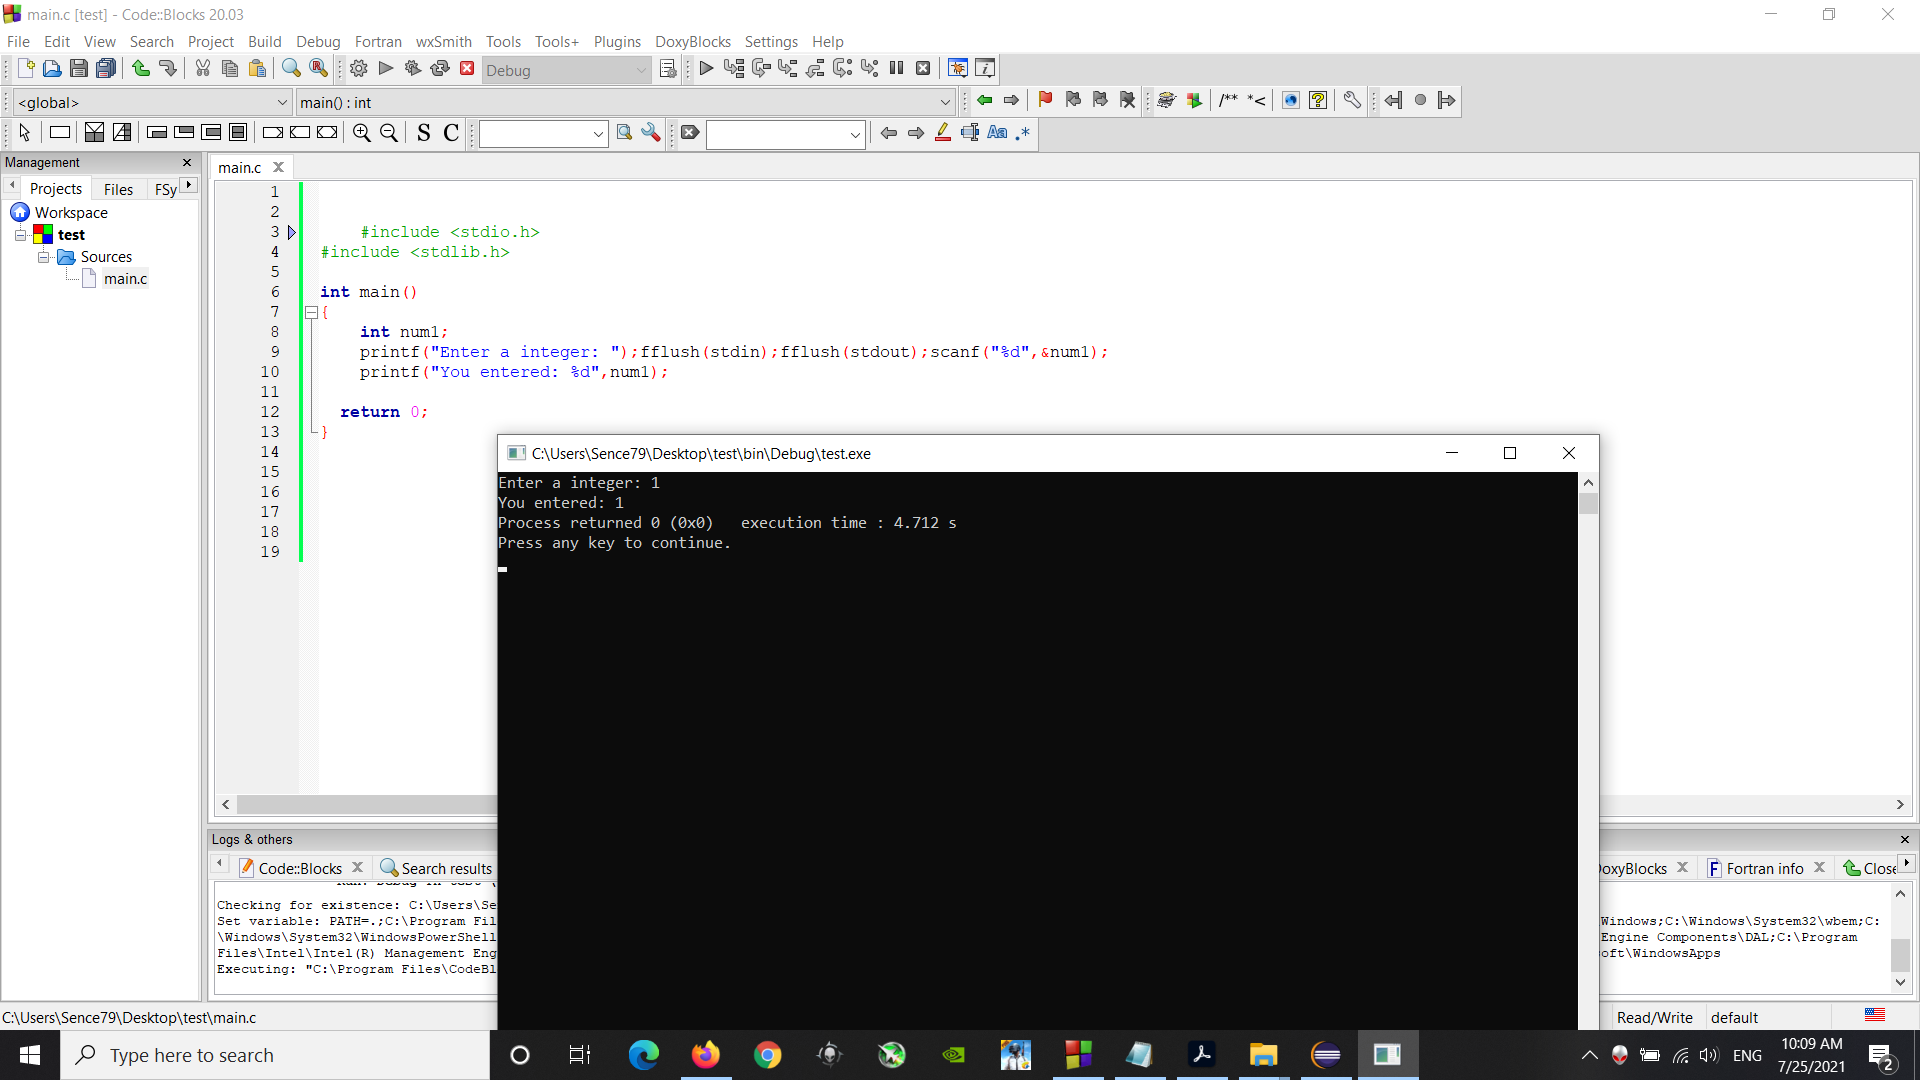 main.c [test] - Code::Blocks 20.03
File Edit View Search Project Build Debug Fortran wxSmith Tools Tools+ Plugins DoxyBlocks Settings Help
Debug
<global> main() : int
/** *<
S C Aa .*
Management
Projects Files FSy
Workspace
test
Sources
main.c
main.c
1
2
3 #include <stdio.h>
4 #include <stdlib.h>
5
6 int main()
7 {
8 int num1;
9 printf("Enter a integer: ");fflush(stdin);fflush(stdout);scanf("%d",&num1);
10 printf("You entered: %d",num1);
11
12 return 0;
13 }
14
15
16
17
18
19
C:\Users\Sence79\Desktop\test\bin\Debug\test.exe
Enter a integer: 1
You entered: 1
Process returned 0 (0x0)   execution time : 4.712 s
Press any key to continue.
Logs & others
Code::Blocks Search results oxyBlocks Fortran info Close
Checking for existence: C:\Users\Se
Set variable: PATH=.;C:\Program Fil Windows;C:\Windows\System32\wbem;C:
\Windows\System32\WindowsPowerShell Engine Components\DAL;C:\Program
Files\Intel\Intel(R) Management Eng oft\WindowsApps
Executing: "C:\Program Files\CodeBl
C:\Users\Sence79\Desktop\test\main.c Read/Write default
Type here to search
ENG
10:09 AM
7/25/2021
2